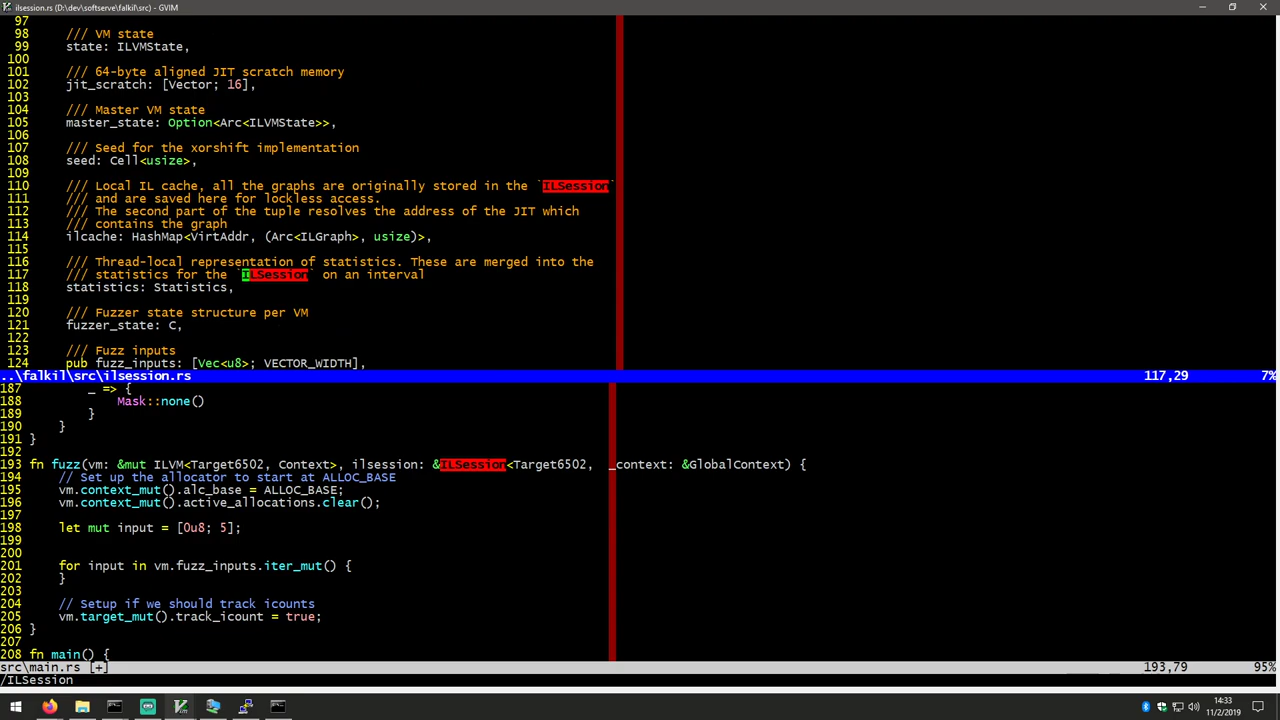 ilsession.rs (D:\dev\softserve\falkil\src) - GVIM
97
98     /// VM state
99     state: ILVMState,
100
101     /// 64-byte aligned JIT scratch memory
102     jit_scratch: [Vector; 16],
103
104     /// Master VM state
105     master_state: Option<Arc<ILVMState>>,
106
107     /// Seed for the xorshift implementation
108     seed: Cell<usize>,
109
110     /// Local IL cache, all the graphs are originally stored in the `ILSession`
111     /// and are saved here for lockless access.
112     /// The second part of the tuple resolves the address of the JIT which
113     /// contains the graph
114     ilcache: HashMap<VirtAddr, (Arc<ILGraph>, usize)>,
115
116     /// Thread-local representation of statistics. These are merged into the
117     /// statistics for the `ILSession` on an interval
118     statistics: Statistics,
119
120     /// Fuzzer state structure per VM
121     fuzzer_state: C,
122
123     /// Fuzz inputs
124     pub fuzz_inputs: [Vec<u8>; VECTOR_WIDTH],
..\falkil\src\ilsession.rs 117,29 7%
187         _ => {
188             Mask::none()
189         }
190     }
191 }
192
193 fn fuzz(vm: &mut ILVM<Target6502, Context>, ilsession: &ILSession<Target6502,  _context: &GlobalContext) {
194     // Set up the allocator to start at ALLOC_BASE
195     vm.context_mut().alc_base = ALLOC_BASE;
196     vm.context_mut().active_allocations.clear();
197
198     let mut input = [0u8; 5];
199
200
201     for input in vm.fuzz_inputs.iter_mut() {
202     }
203
204     // Setup if we should track icounts
205     vm.target_mut().track_icount = true;
206 }
207
208 fn main() {
src\main.rs [+] 193,79 95%
/ILSession
14:33
11/2/2019